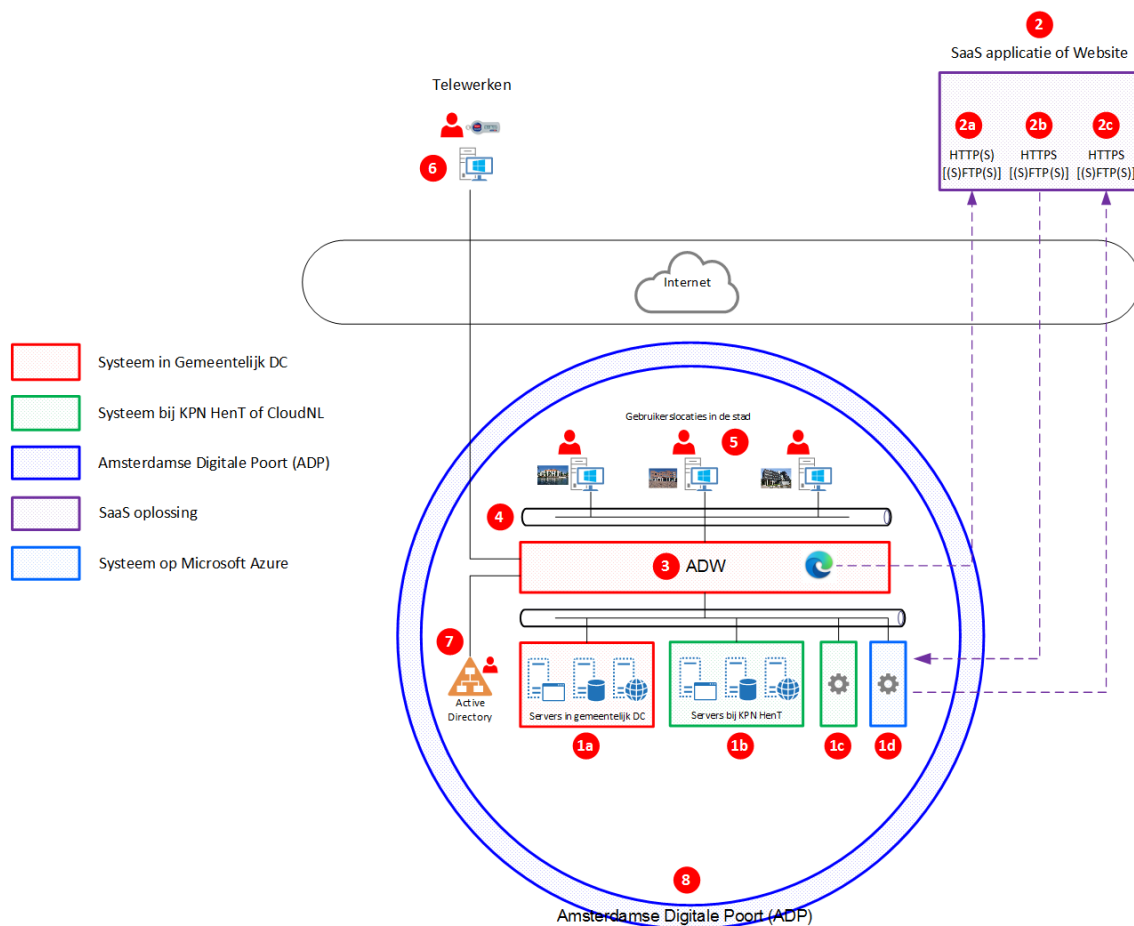 2
SaaS applicatie of Website
Telewerken
2a
2b
2c
HTTP(S)
[(S)FTP(S)]
HTTPS
[(S)FTP(S)]
HTTPS
[(S)FTP(S)]
6
Internet
Systeem in Gemeentelijk DC
Systeem bij KPN HenT of CloudNL
Amsterdamse Digitale Poort (ADP)
SaaS oplossing
Systeem op Microsoft Azure
Gebruikerslocaties in de stad
5
4
3
ADW
7
Active
Directory
Servers in gemeentelijk DC
Servers bij KPN HenT
1a
1b
1c
1d
8
Amsterdamse Digitale Poort (ADP)